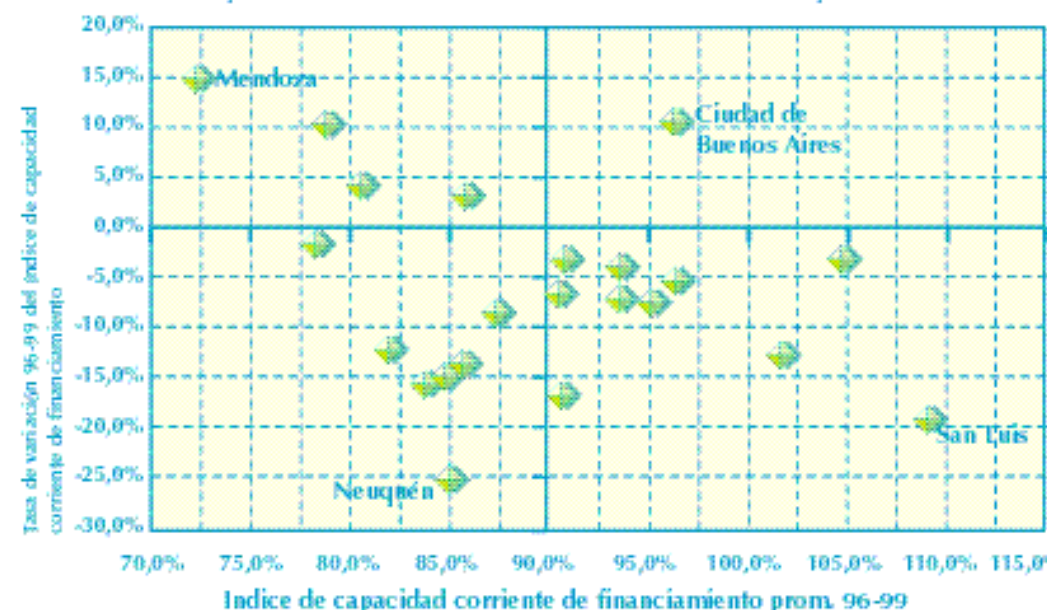 20,0%
15,0%
10,0%
5,0%
0,0%
-5,0%
-10,0%
-15,0%
-20,0%
-25,0%
-30,0%
Mendoza
Ciudad de
Buenos Aires
San Luis
Neuquén
Tasa de variación 96-99 del índice de capacidad
corriente de financiamiento
70,0% 75,0% 80,0% 85,0% 90,0% 95,0% 100,0% 105,0% 110,0% 115,0
Indice de capacidad corriente de financiamiento prom. 96-99